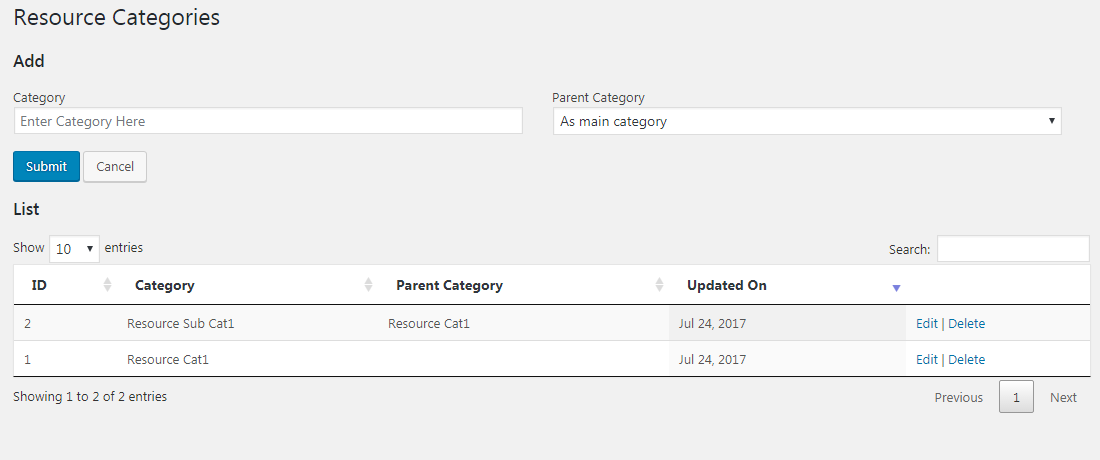 Resource Categories
Add
Category Parent Category
Enter Category Here As main category
Submit Cancel
List
Show 10 entries Search:
ID Category Parent Category Updated On
2 Resource Sub Cat1 Resource Cat1 Jul 24, 2017 Edit | Delete
1 Resource Cat1 Jul 24, 2017 Edit | Delete
Showing 1 to 2 of 2 entries Previous 1 Next